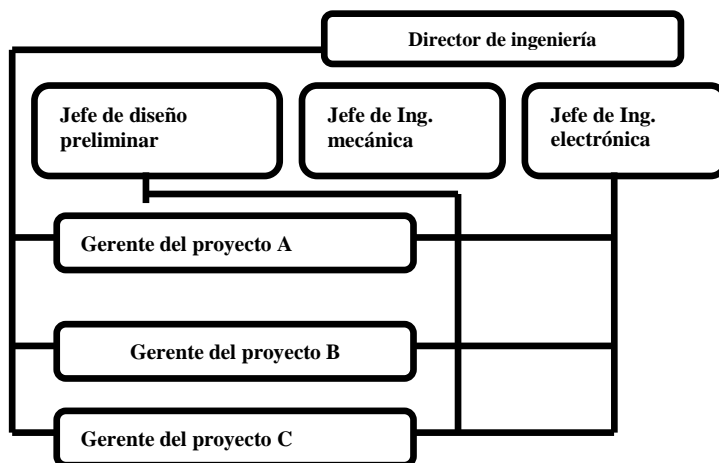 Director de ingeniería
Jefe de diseño
preliminar
Jefe de Ing.
mecánica
Jefe de Ing.
electrónica
Gerente del proyecto A
Gerente del proyecto B
Gerente del proyecto C